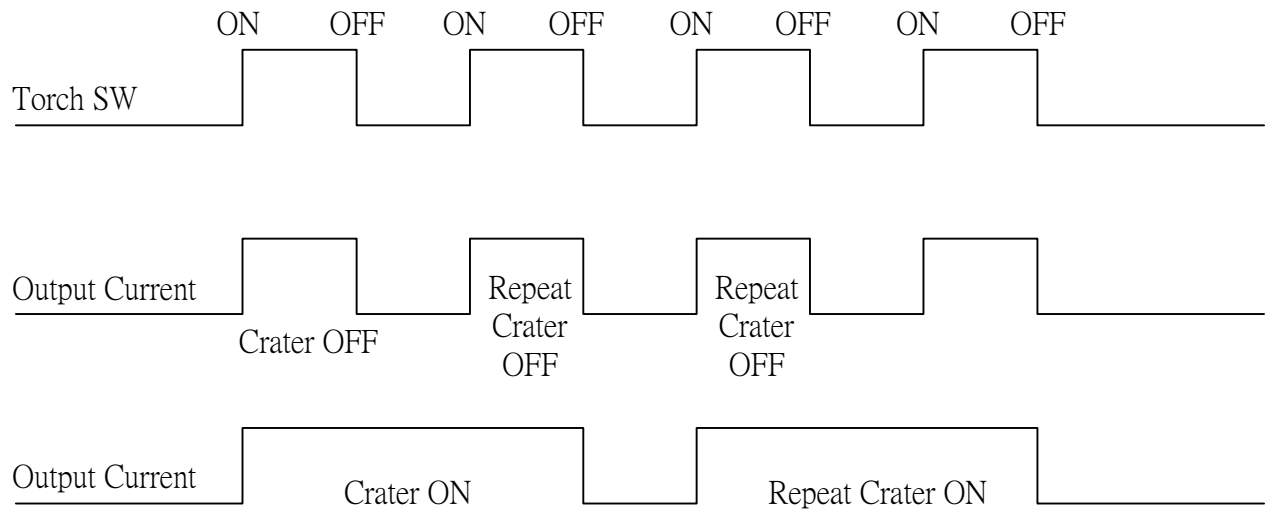 ON OFF ON OFF ON OFF ON OFF
Torch SW
Output Current
Crater OFF
Repeat
Crater
OFF
Repeat
Crater
OFF
Output Current
Crater ON
Repeat Crater ON